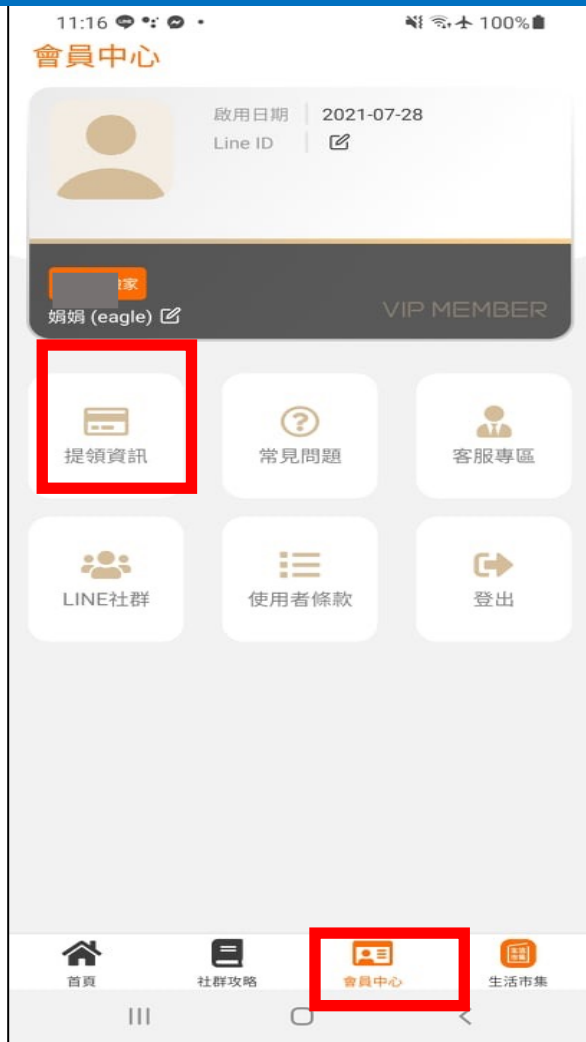 11:16
100%
會員中心
啟用日期 2021-07-28
Line ID
家
娟娟 (eagle)
VIP MEMBER
提領資訊 常見問題 客服專區
LINE社群 使用者條款 登出
首頁 社群攻略 會員中心 生活市集